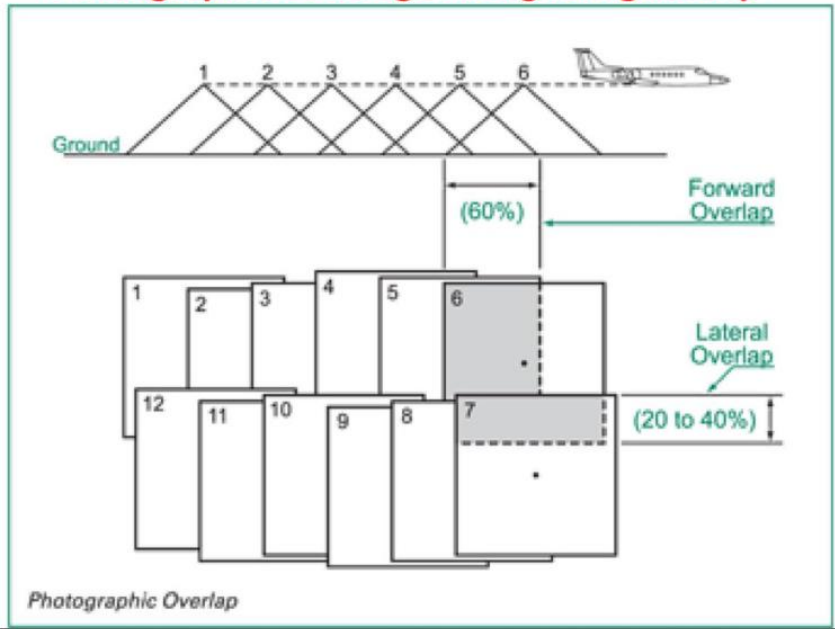 1 2 3 4 5 6
Ground
Forward
(60%)
Overlap
1 2 3 4 5 6
Lateral
Overlap
12 11 10 9 8 7
(20 to 40%)
Photographic Overlap